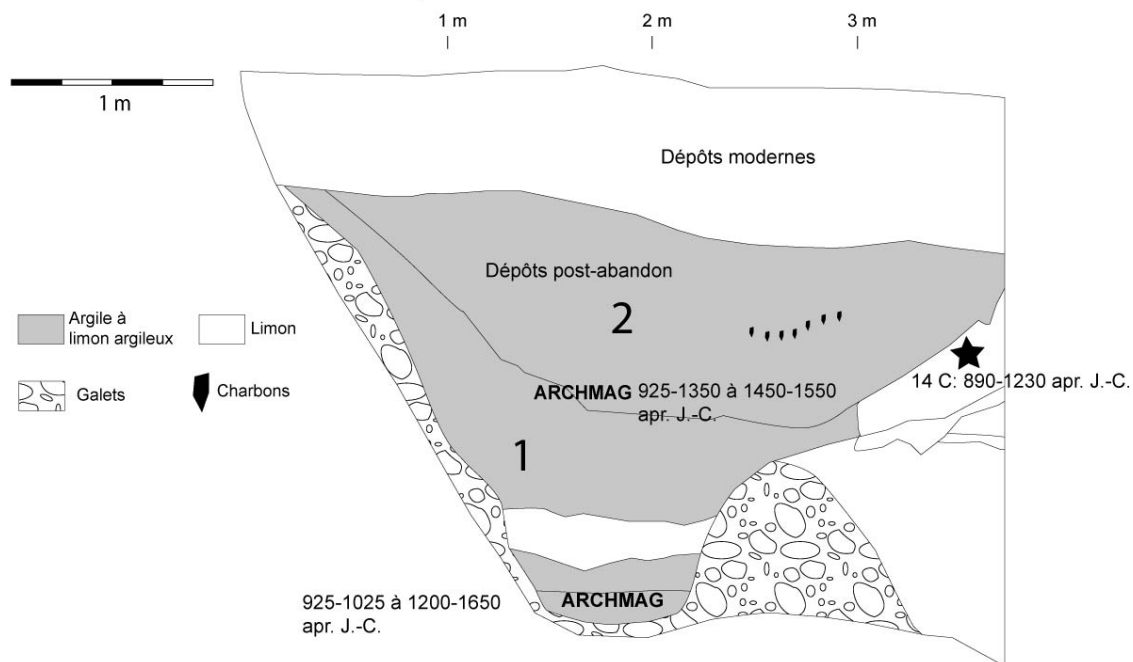 1 m
2 m
3 m
1 m
Dépôts modernes
Dépôts post-abandon
2
Argile à
limon argileux
Limon
Galets
Charbons
ARCHMAG 925-1350 à 1450-1550
apr. J.-C.
14 C: 890-1230 apr. J.-C.
1
925-1025 à 1200-1650
apr. J.-C.
ARCHMAG